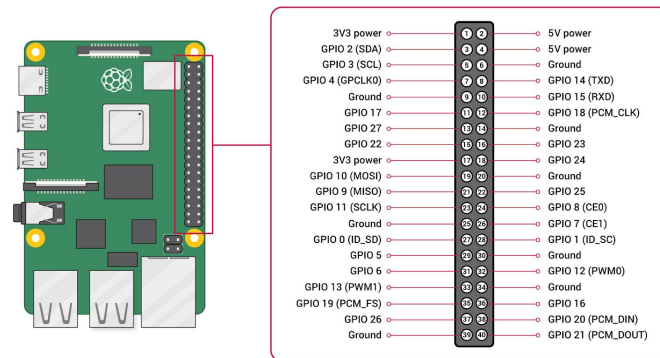 3V3 power 1 2 5V power
GPIO 2 (SDA) 3 4 5V power
GPIO 3 (SCL) 5 6 Ground
GPIO 4 (GPCLK0) 7 8 GPIO 14 (TXD)
Ground 9 10 GPIO 15 (RXD)
GPIO 17 11 12 GPIO 18 (PCM_CLK)
GPIO 27 13 14 Ground
GPIO 22 15 16 GPIO 23
3V3 power 17 18 GPIO 24
GPIO 10 (MOSI) 19 20 Ground
GPIO 9 (MISO) 21 22 GPIO 25
GPIO 11 (SCLK) 23 24 GPIO 8 (CE0)
Ground 25 26 GPIO 7 (CE1)
GPIO 0 (ID_SD) 27 28 GPIO 1 (ID_SC)
GPIO 5 29 30 Ground
GPIO 6 31 32 GPIO 12 (PWM0)
GPIO 13 (PWM1) 33 34 Ground
GPIO 19 (PCM_FS) 35 36 GPIO 16
GPIO 26 37 38 GPIO 20 (PCM_DIN)
Ground 39 40 GPIO 21 (PCM_DOUT)